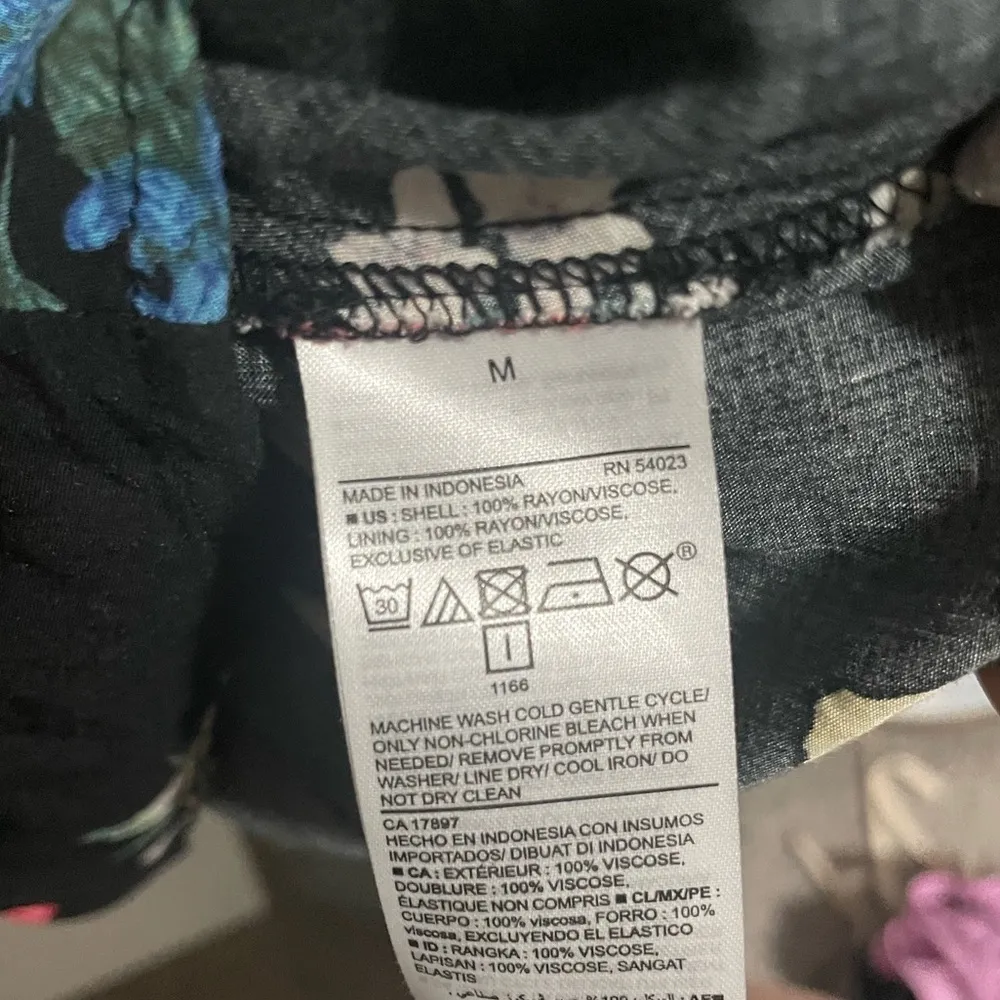 M
RN 54023
MADE IN INDONESIA
■ US : SHELL : 100% RAYON/VISCOSE,
LINING : 100% RAYON/VISCOSE,
EXCLUSIVE OF ELASTIC
30
®
I
1166
MACHINE WASH COLD GENTLE CYCLE/
ONLY NON-CHLORINE BLEACH WHEN
NEEDED/ REMOVE PROMPTLY FROM
WASHER/ LINE DRY/ COOL IRON/ DO
NOT DRY CLEAN
CA 17897
HECHO EN INDONESIA CON INSUMOS
IMPORTADOS/ DIBUAT DI INDONESIA
■ CA : EXTÉRIEUR : 100% VISCOSE,
DOUBLURE : 100% VISCOSE,
ÉLASTIQUE NON COMPRIS ■ CL/MX/PE :
CUERPO : 100% viscosa, FORRO : 100%
viscosa, EXCLUYENDO EL ELASTICO
■ ID : RANGKA : 100% VISCOSE,
LAPISAN : 100% VISCOSE, SANGAT
ELASTIS